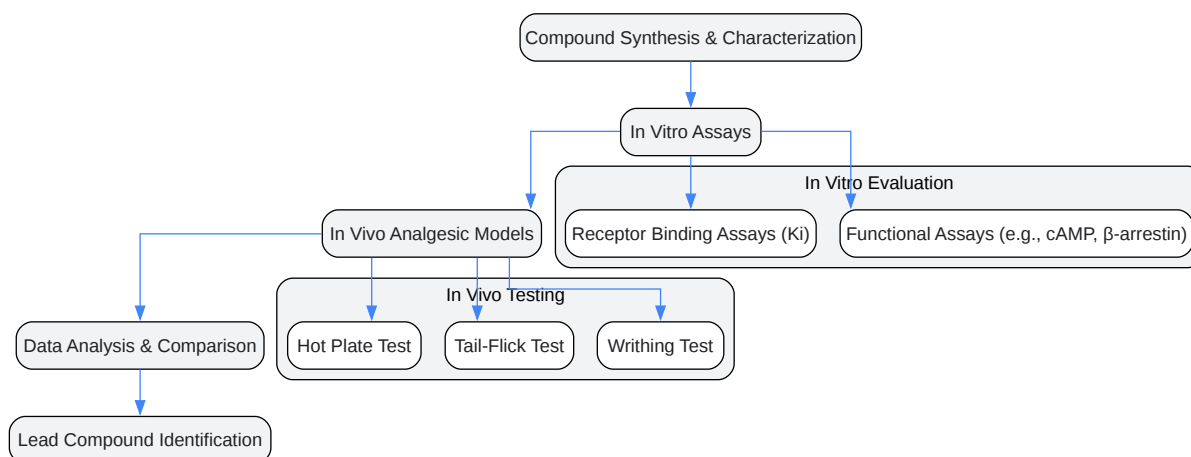 Compound Synthesis & Characterization
In Vitro Assays
In Vitro Evaluation
Receptor Binding Assays (Ki)
Functional Assays (e.g., cAMP, β-arrestin)
In Vivo Analgesic Models
In Vivo Testing
Hot Plate Test
Tail-Flick Test
Writhing Test
Data Analysis & Comparison
Lead Compound Identification